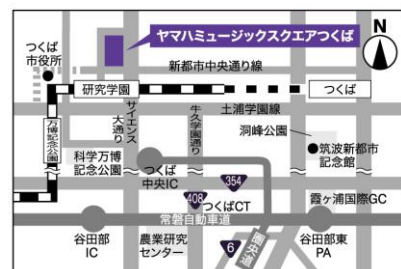 ヤマハミュージックスクエアつくば
N
つくば
市役所
新都市中央通り線
研究学園
つくば
土浦学園線
万博記念公園
サイエンス
大通り
牛久学園通り
洞峰公園
筑波新都市
記念館
科学万博
記念公園
つくば
中央IC
354
408
つくばCT
霞ヶ浦国際GC
常磐自動車道
谷田部
IC
農業研究
センター
6
圏央道
谷田部東
PA